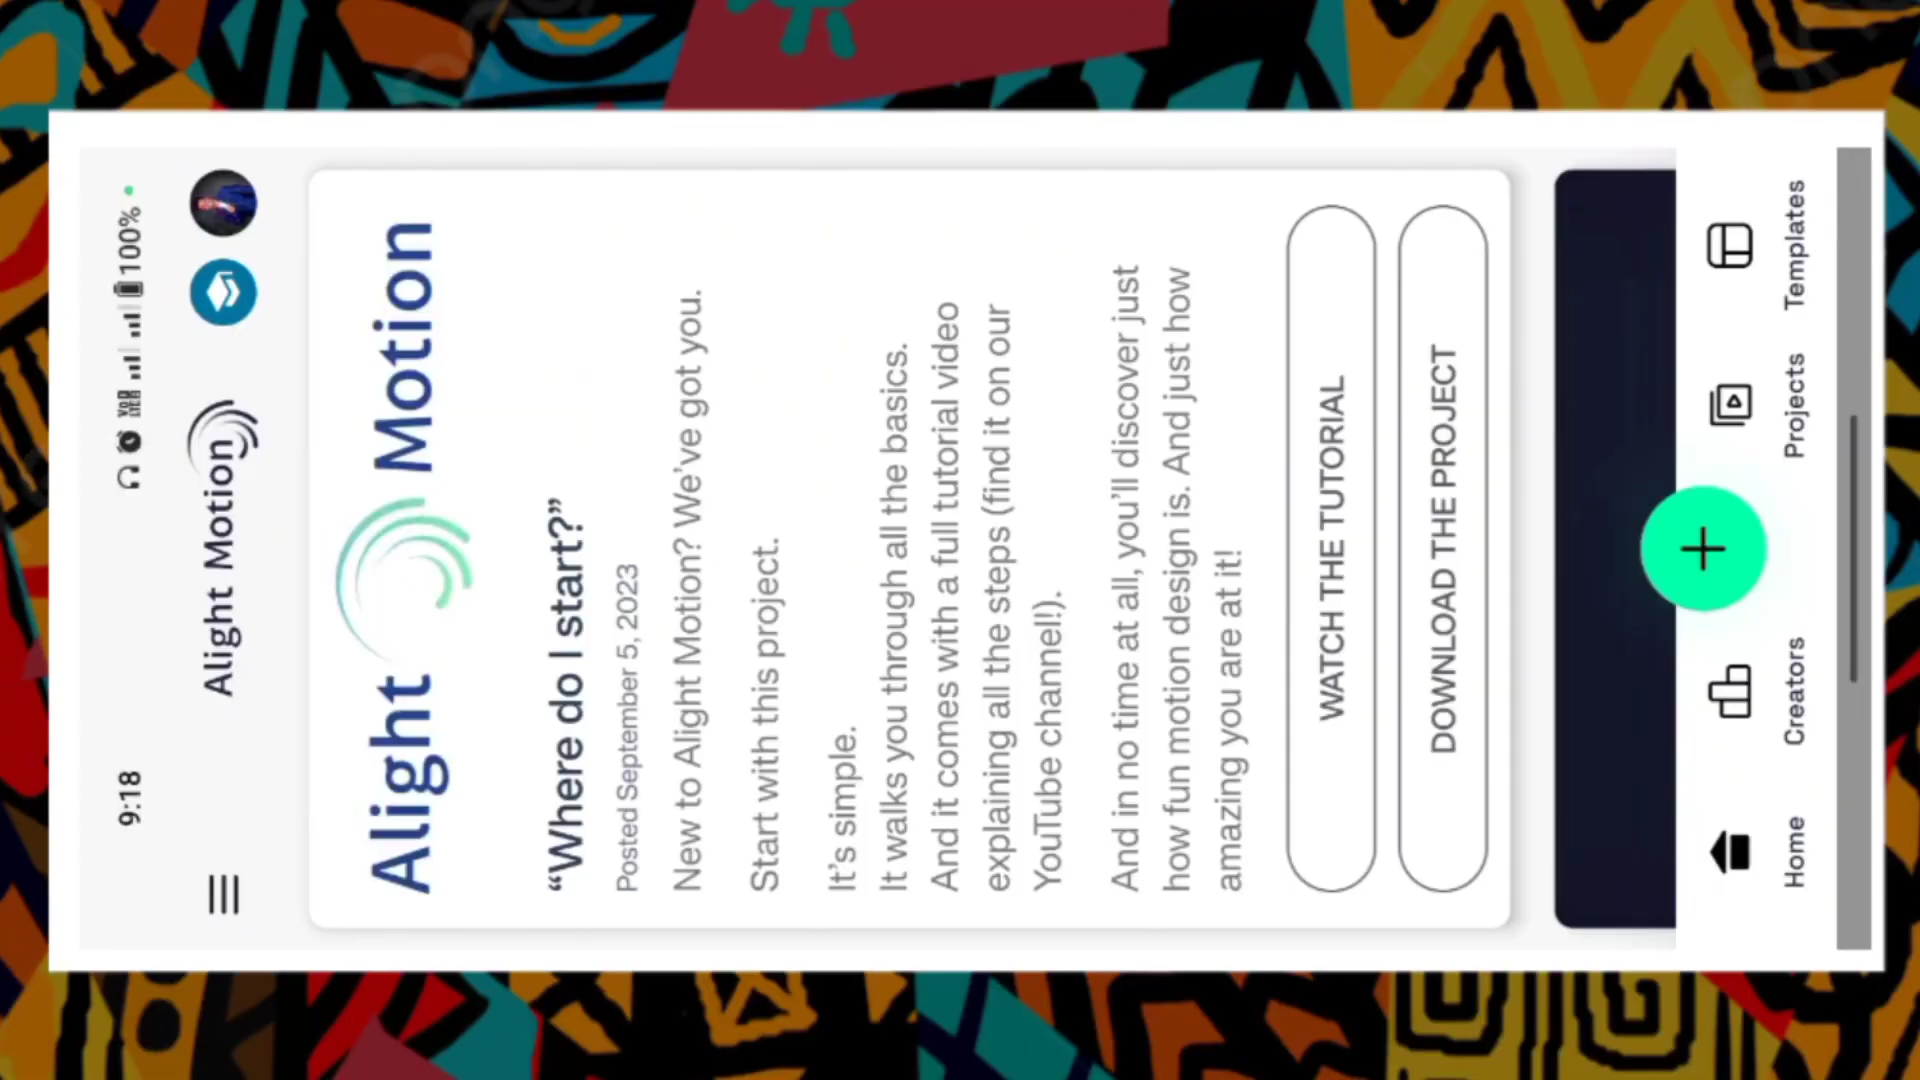 9:18
VoD
100%
Alight Motion
Alight Motion
“Where do I start?”
Posted September 5, 2023
New to Alight Motion? We’ve got you.
Start with this project.
It’s simple.
It walks you through all the basics.
And it comes with a full tutorial video
explaining all the steps (find it on our
YouTube channel!).
And in no time at all, you’ll discover just
how fun motion design is. And just how
amazing you are at it!
WATCH THE TUTORIAL
DOWNLOAD THE PROJECT
Home
Creators
Projects
Templates